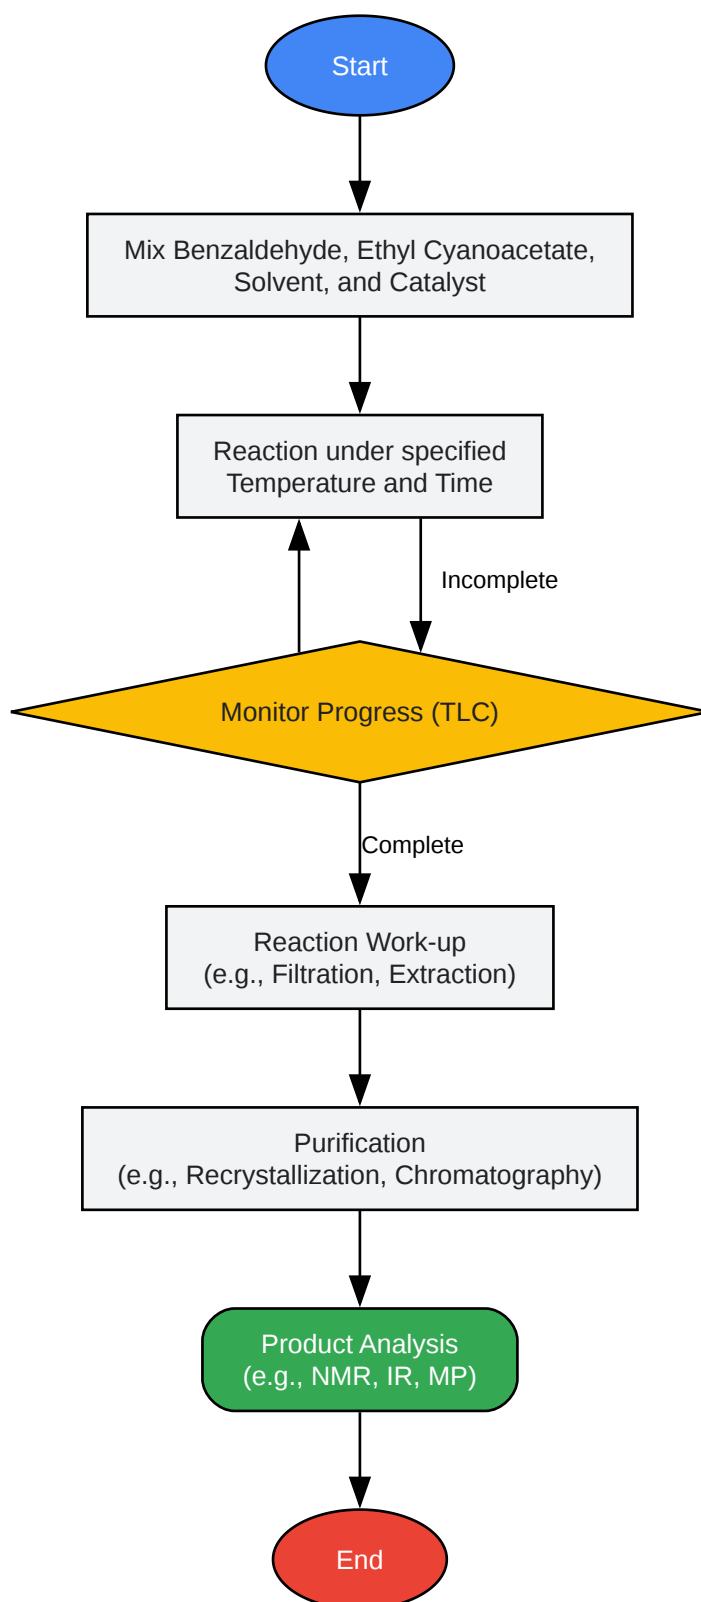 Start
Mix Benzaldehyde, Ethyl Cyanoacetate,
Solvent, and Catalyst
Reaction under specified
Temperature and Time
Incomplete
Monitor Progress (TLC)
Complete
Reaction Work-up
(e.g., Filtration, Extraction)
Purification
(e.g., Recrystallization, Chromatography)
Product Analysis
(e.g., NMR, IR, MP)
End